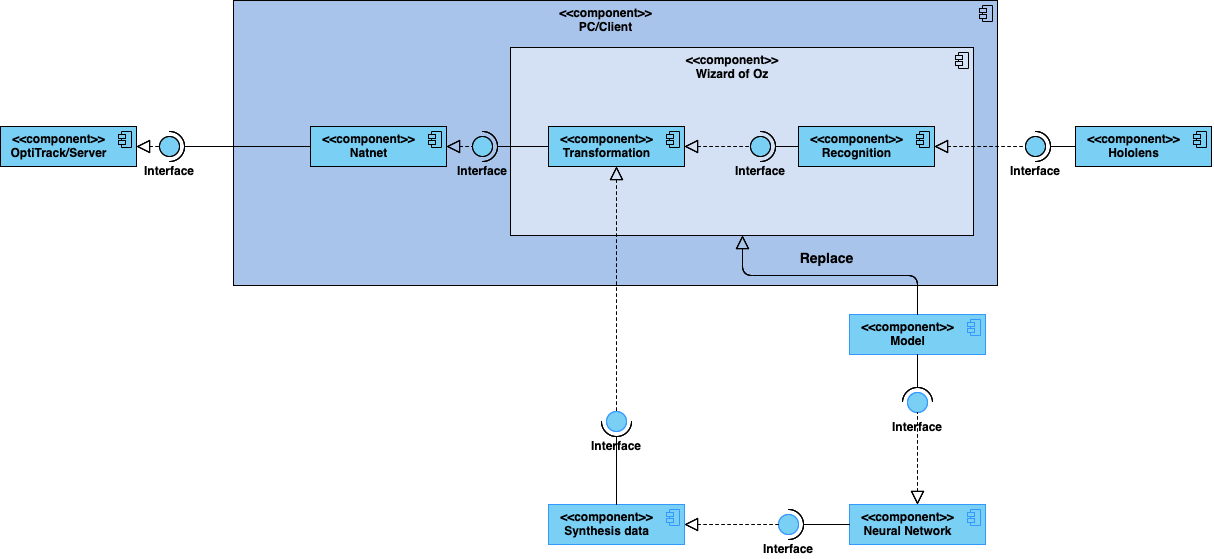 <<component>>
PC/Client
<<component>>
Wizard of Oz
<<component>>
OptiTrack/Server
Interface
<<component>>
Natnet
Interface
<<component>>
Transformation
Interface
<<component>>
Recognition
Interface
<<component>>
Hololens
Replace
<<component>>
Model
Interface
Interface
<<component>>
Synthesis data
Interface
<<component>>
Neural Network